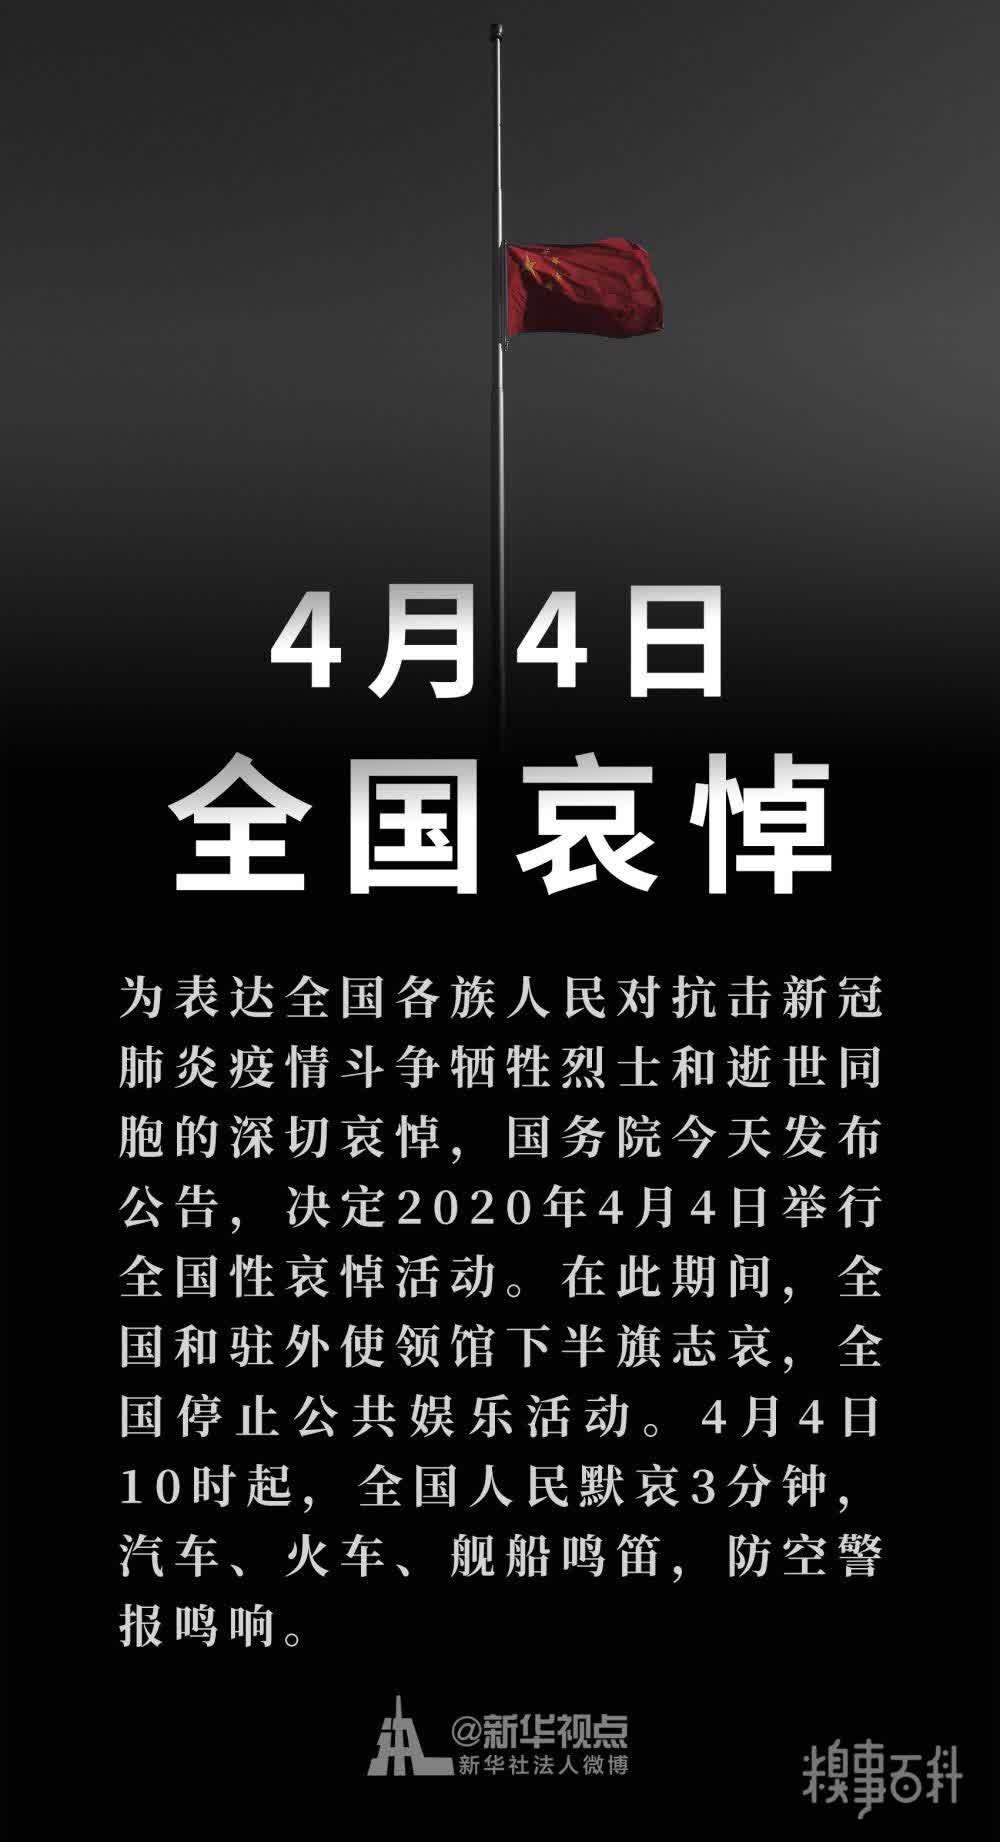 4月4日
全国哀悼
为表达全国各族人民对抗击新冠
肺炎疫情斗争牺牲烈士和逝世同
胞的深切哀悼，国务院今天发布
公告，决定2020年4月4日举行
全国性哀悼活动。在此期间，全
国和驻外使领馆下半旗志哀，全
国停止公共娱乐活动。4月4日
10时起，全国人民默哀3分钟，
汽车、火车、舰船鸣笛，防空警
报鸣响。
@新华视点
新华社法人微博
糗事百科